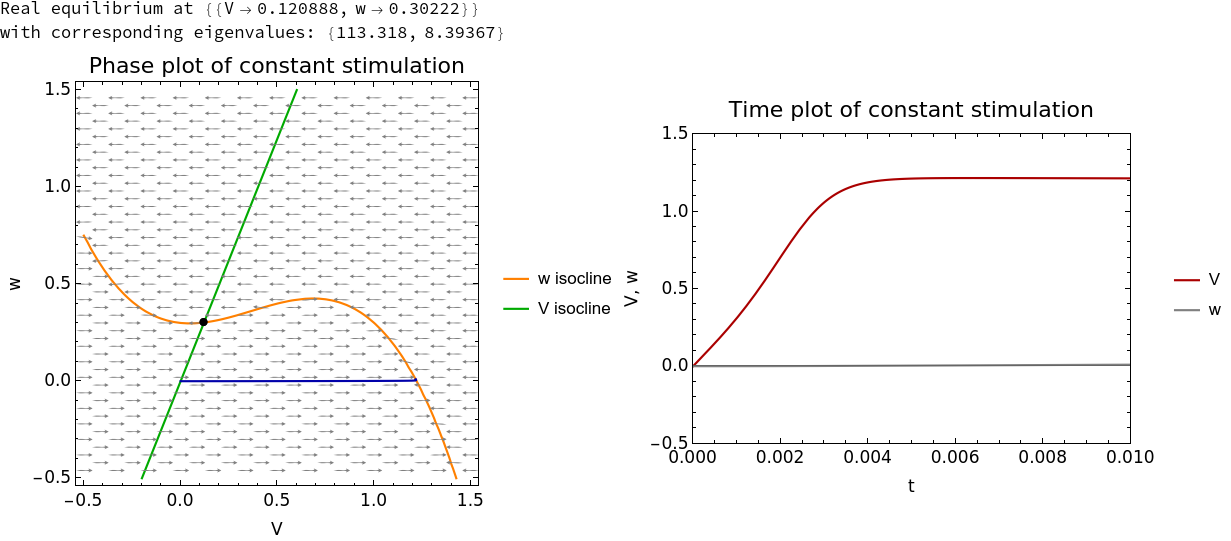 Real equilibrium at {{V → 0.120888, w → 0.30222}}
with corresponding eigenvalues: {113.318, 8.39367}
Phase plot of constant stimulation
1.5
1.0
0.5
0.0
−0.5
w
−0.5 0.0 0.5 1.0 1.5
V
w isocline
V isocline
Time plot of constant stimulation
1.5
1.0
0.5
0.0
−0.5
V, w
0.000 0.002 0.004 0.006 0.008 0.010
t
V
w